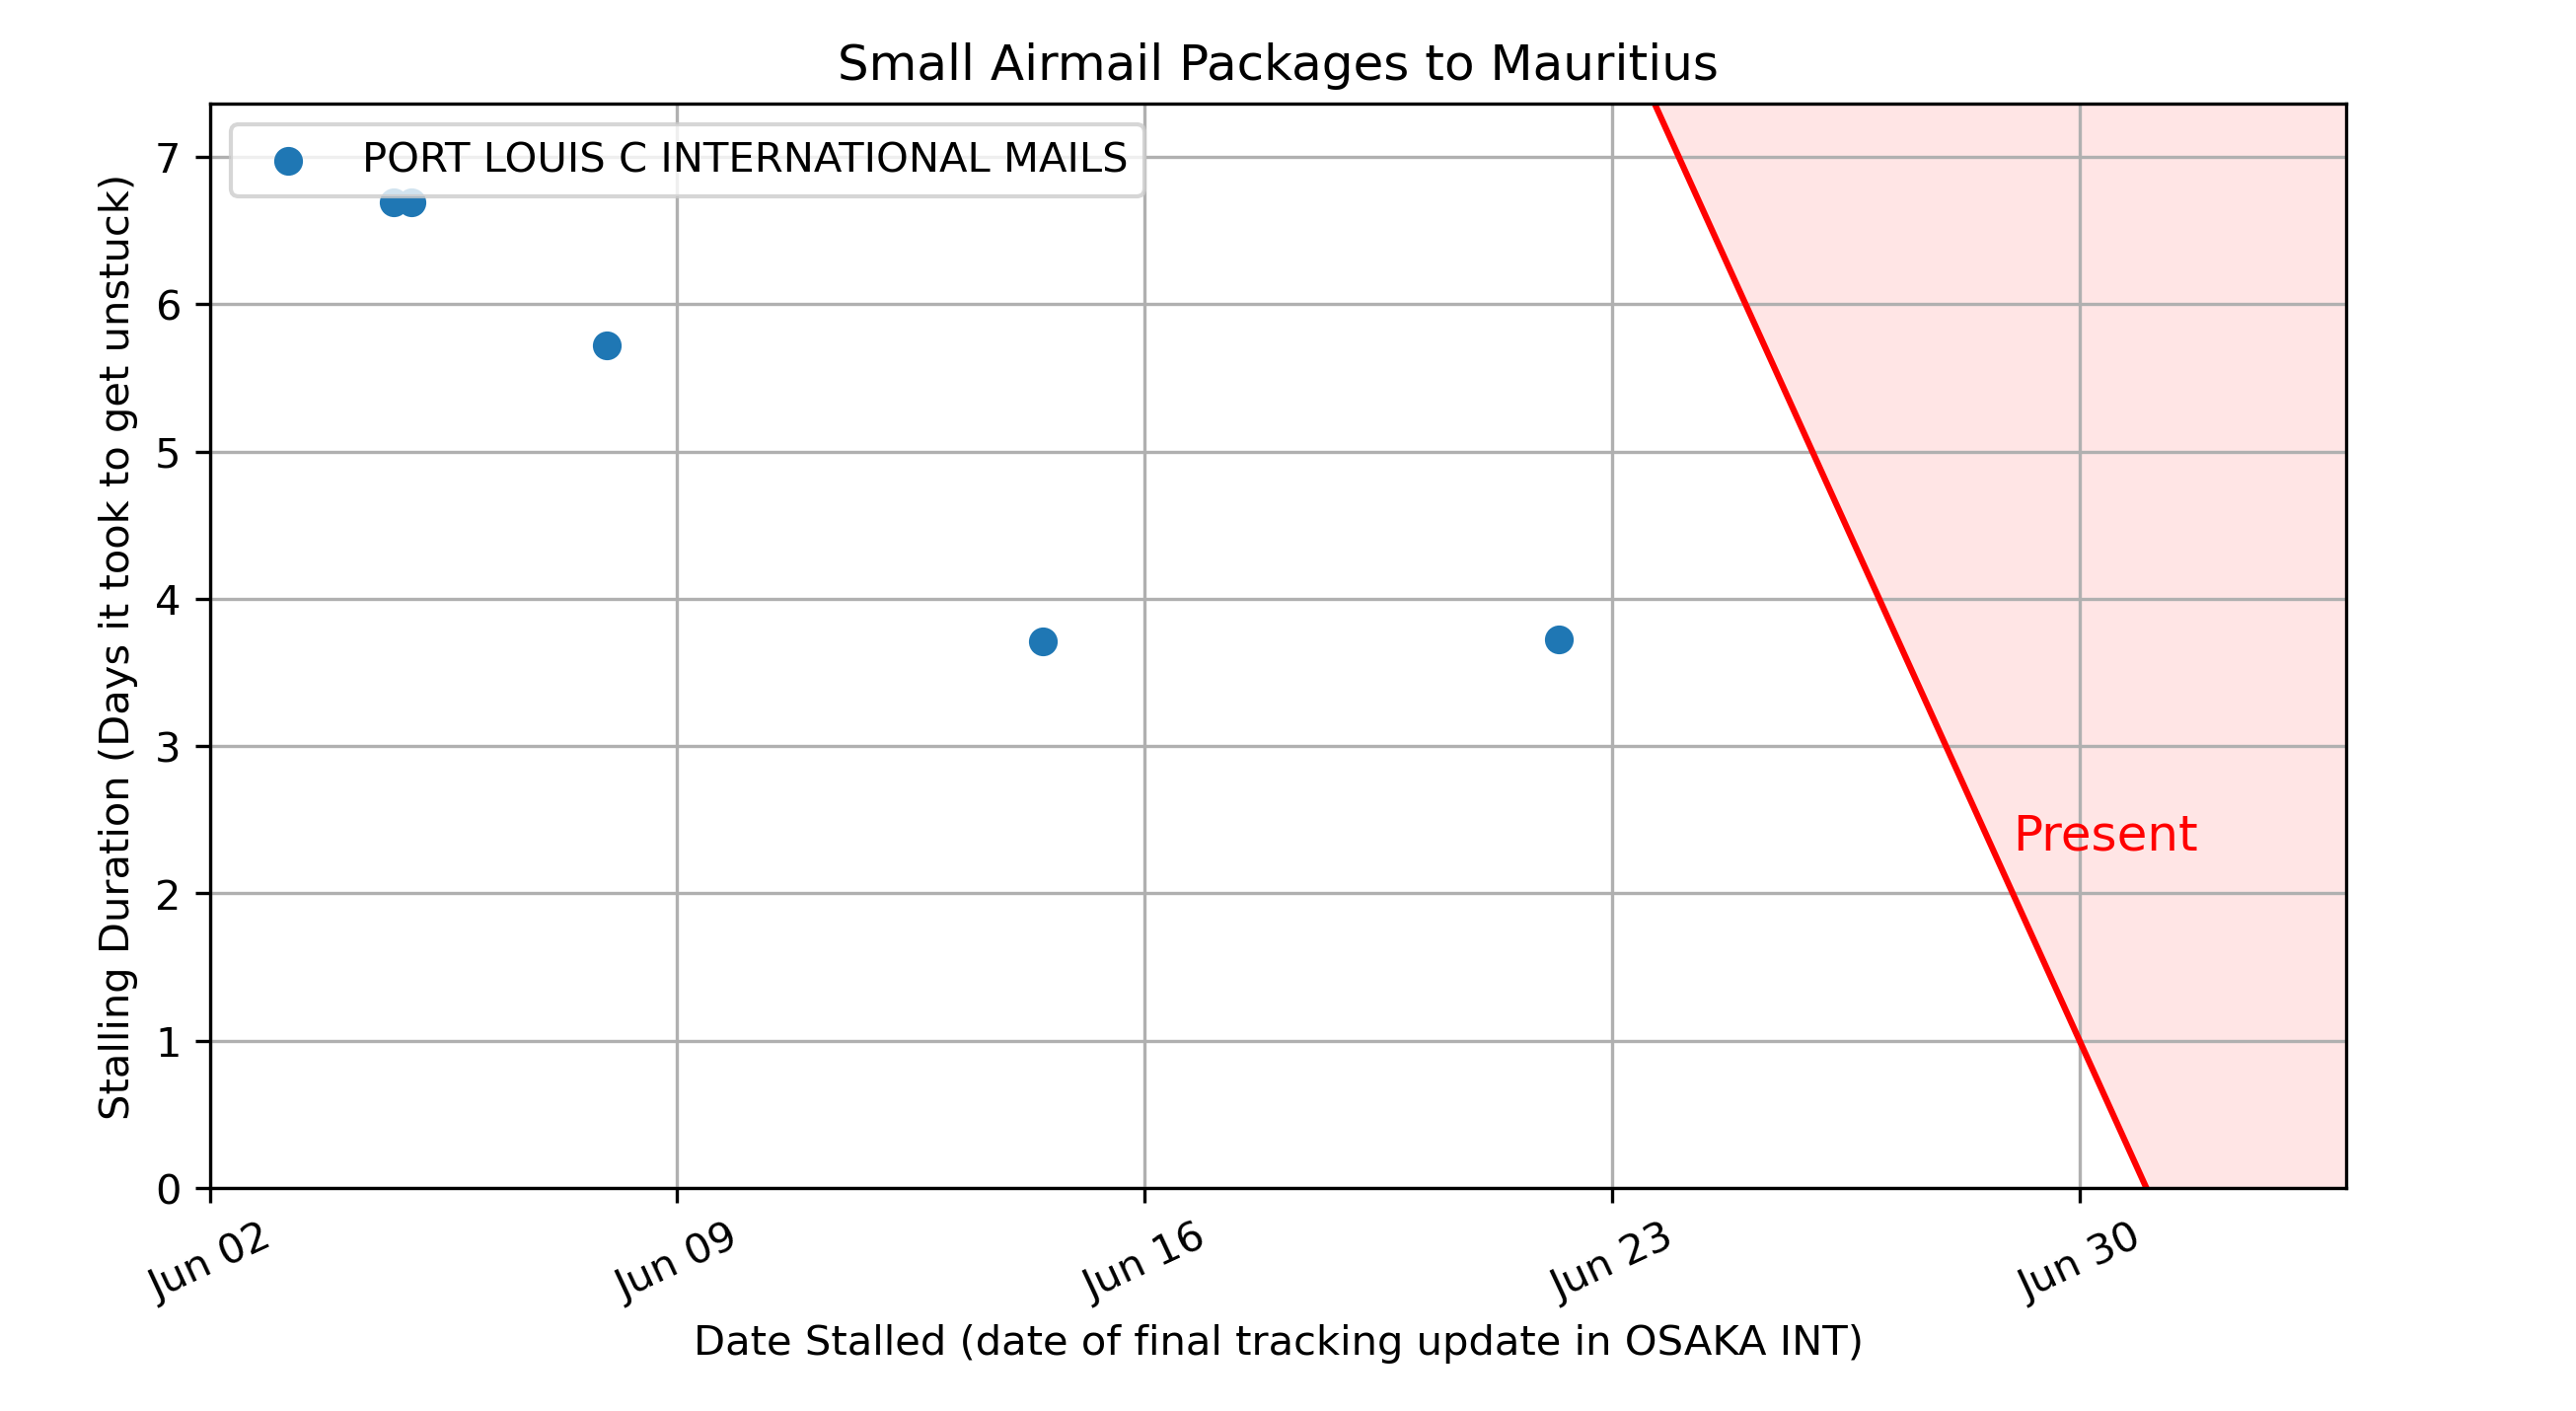 Small Airmail Packages to Mauritius
PORT LOUIS C INTERNATIONAL MAILS
Stalling Duration (Days it took to get unstuck)
7
6
5
4
3
2
1
0
Present
Jun 02
Jun 09
Jun 16
Jun 23
Jun 30
Date Stalled (date of final tracking update in OSAKA INT)